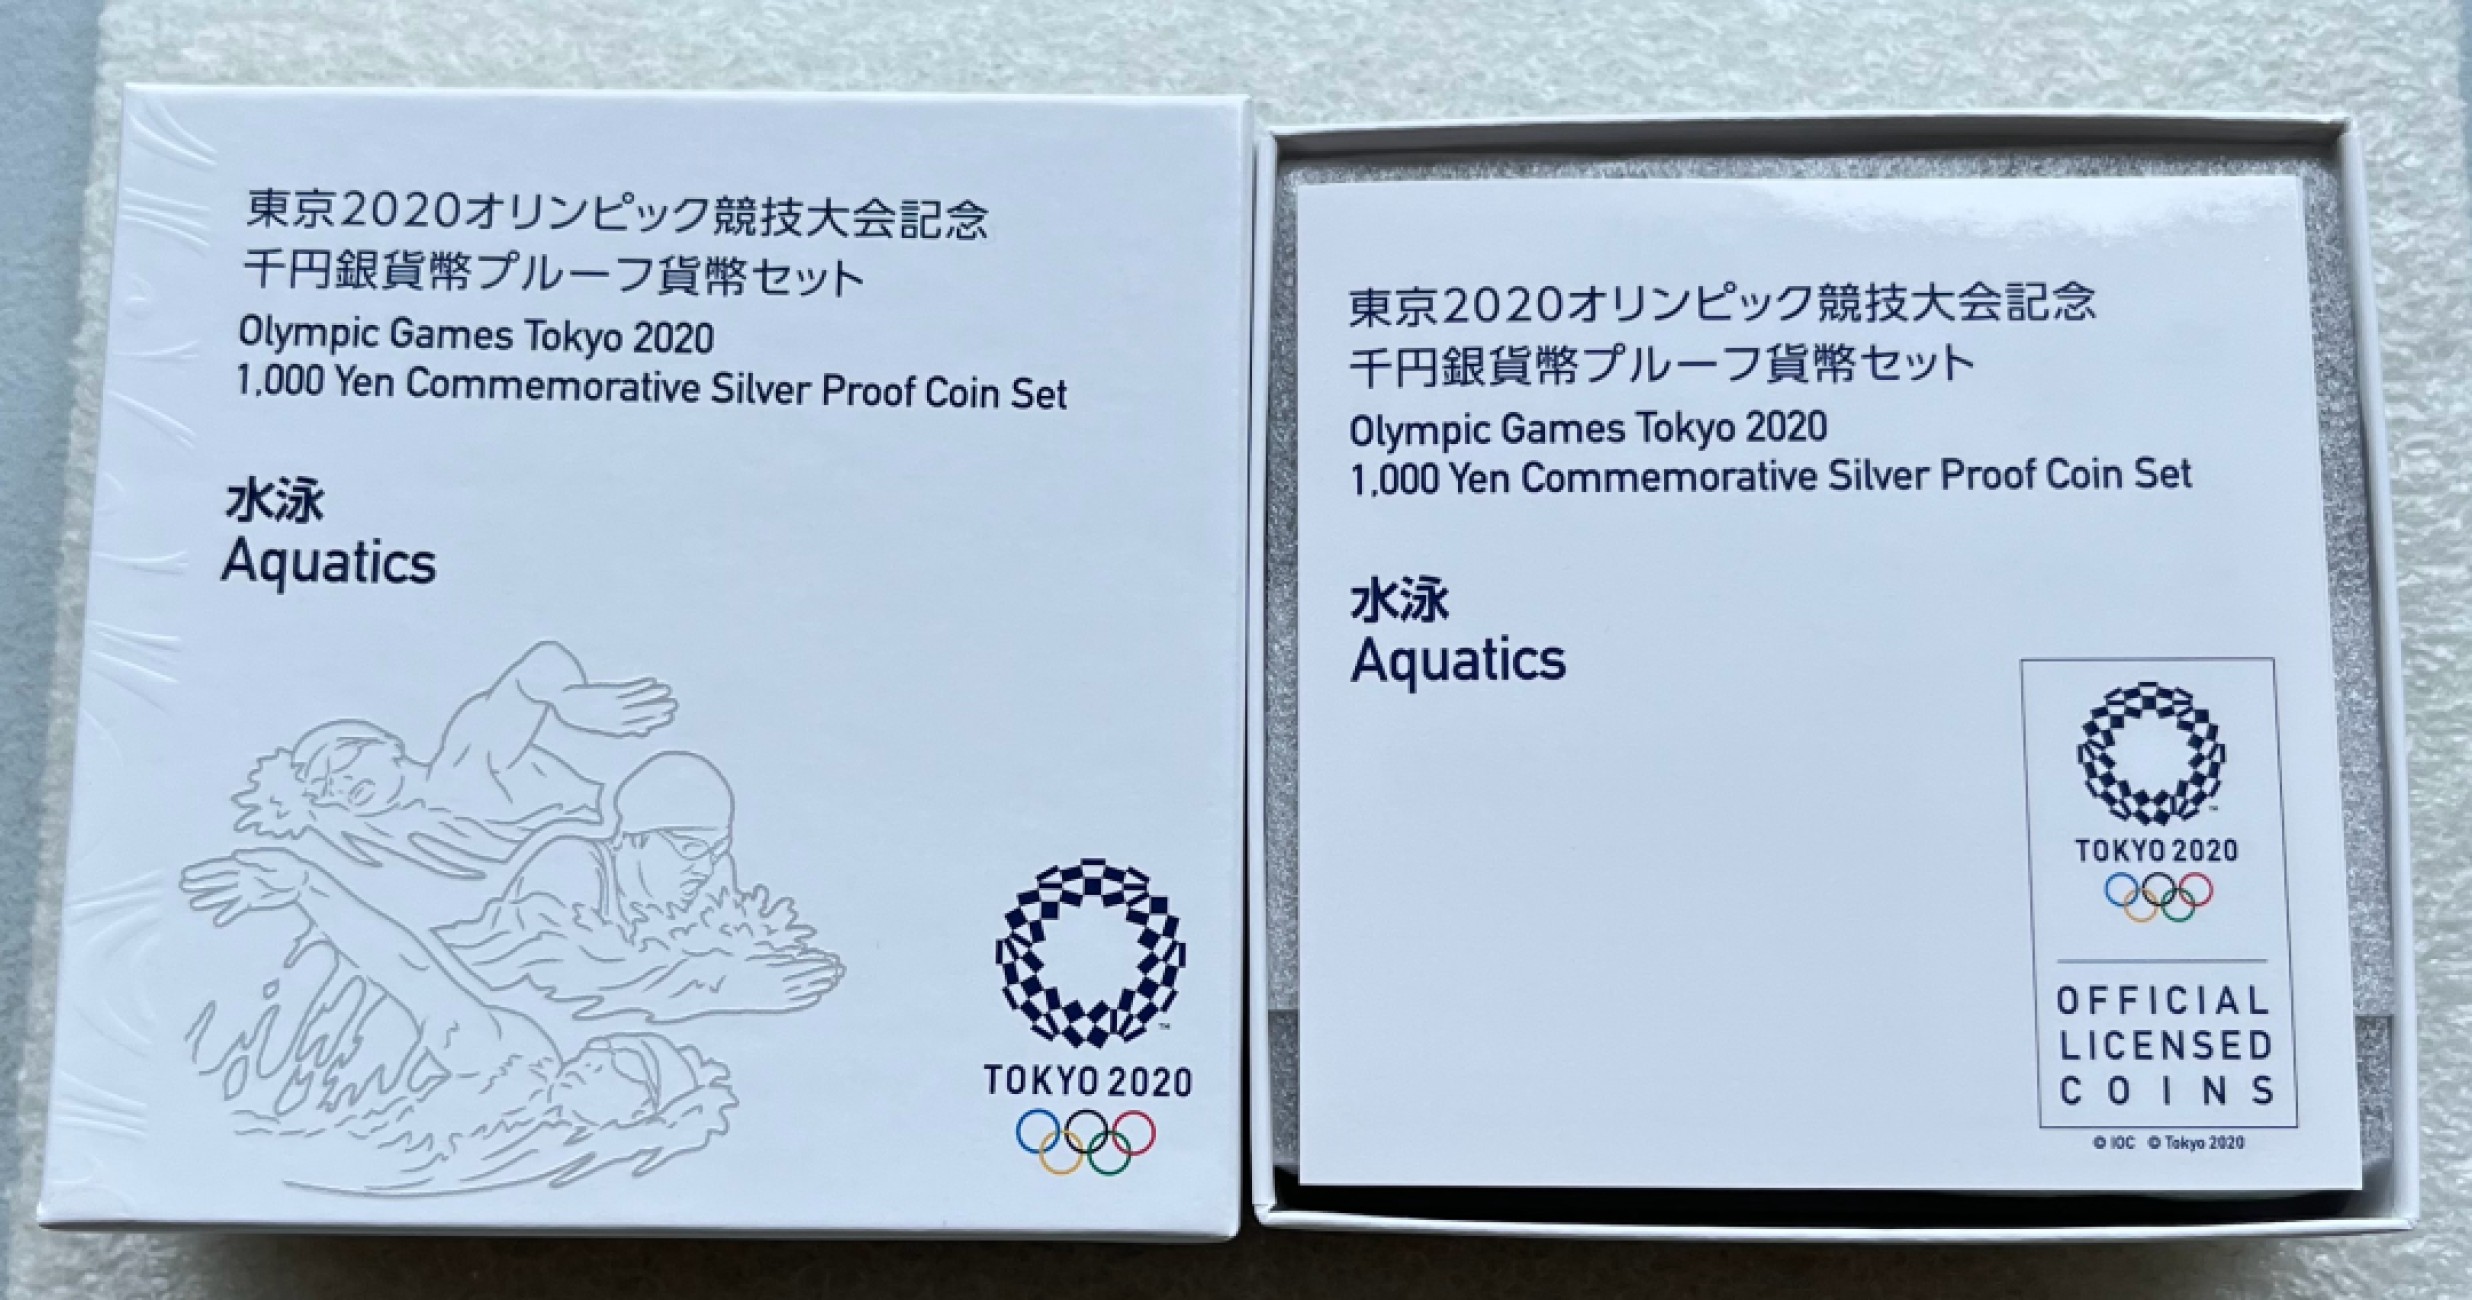 東京2020オリンピック競技大会記念
千円銀貨幣プルーフ貨幣セット
Olympic Games Tokyo 2020
1,000 Yen Commemorative Silver Proof Coin Set
水泳
Aquatics
TM
TOKYO 2020
東京2020オリンピック競技大会記念
千円銀貨幣プルーフ貨幣セット
Olympic Games Tokyo 2020
1,000 Yen Commemorative Silver Proof Coin Set
水泳
Aquatics
TM
TOKYO 2020
OFFICIAL
LICENSED
COINS
© IOC © Tokyo 2020